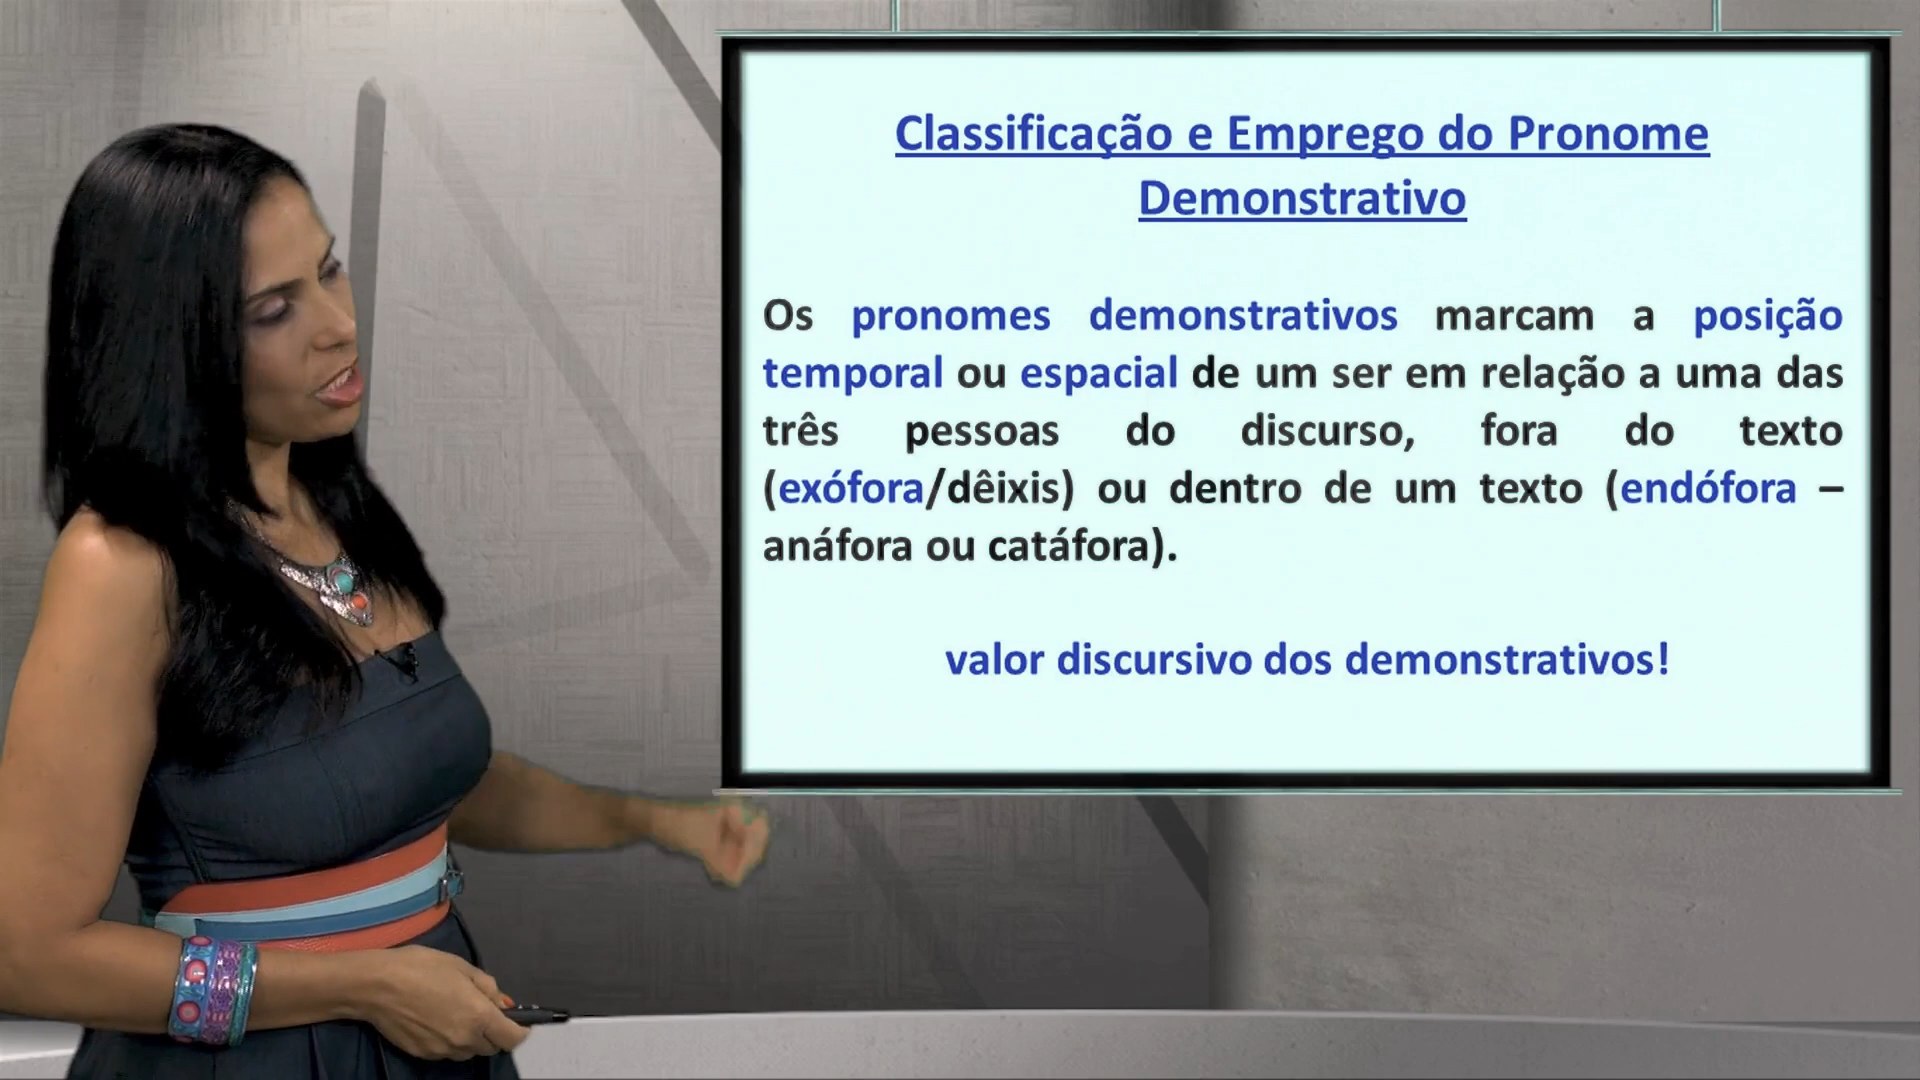 Classificação e Emprego do Pronome
Demonstrativo
Os pronomes demonstrativos marcam a posição
temporal ou espacial de um ser em relação a uma das
três pessoas do discurso, fora do texto
(exófora/dêixis) ou dentro de um texto (endófora –
anáfora ou catáfora).
valor discursivo dos demonstrativos!